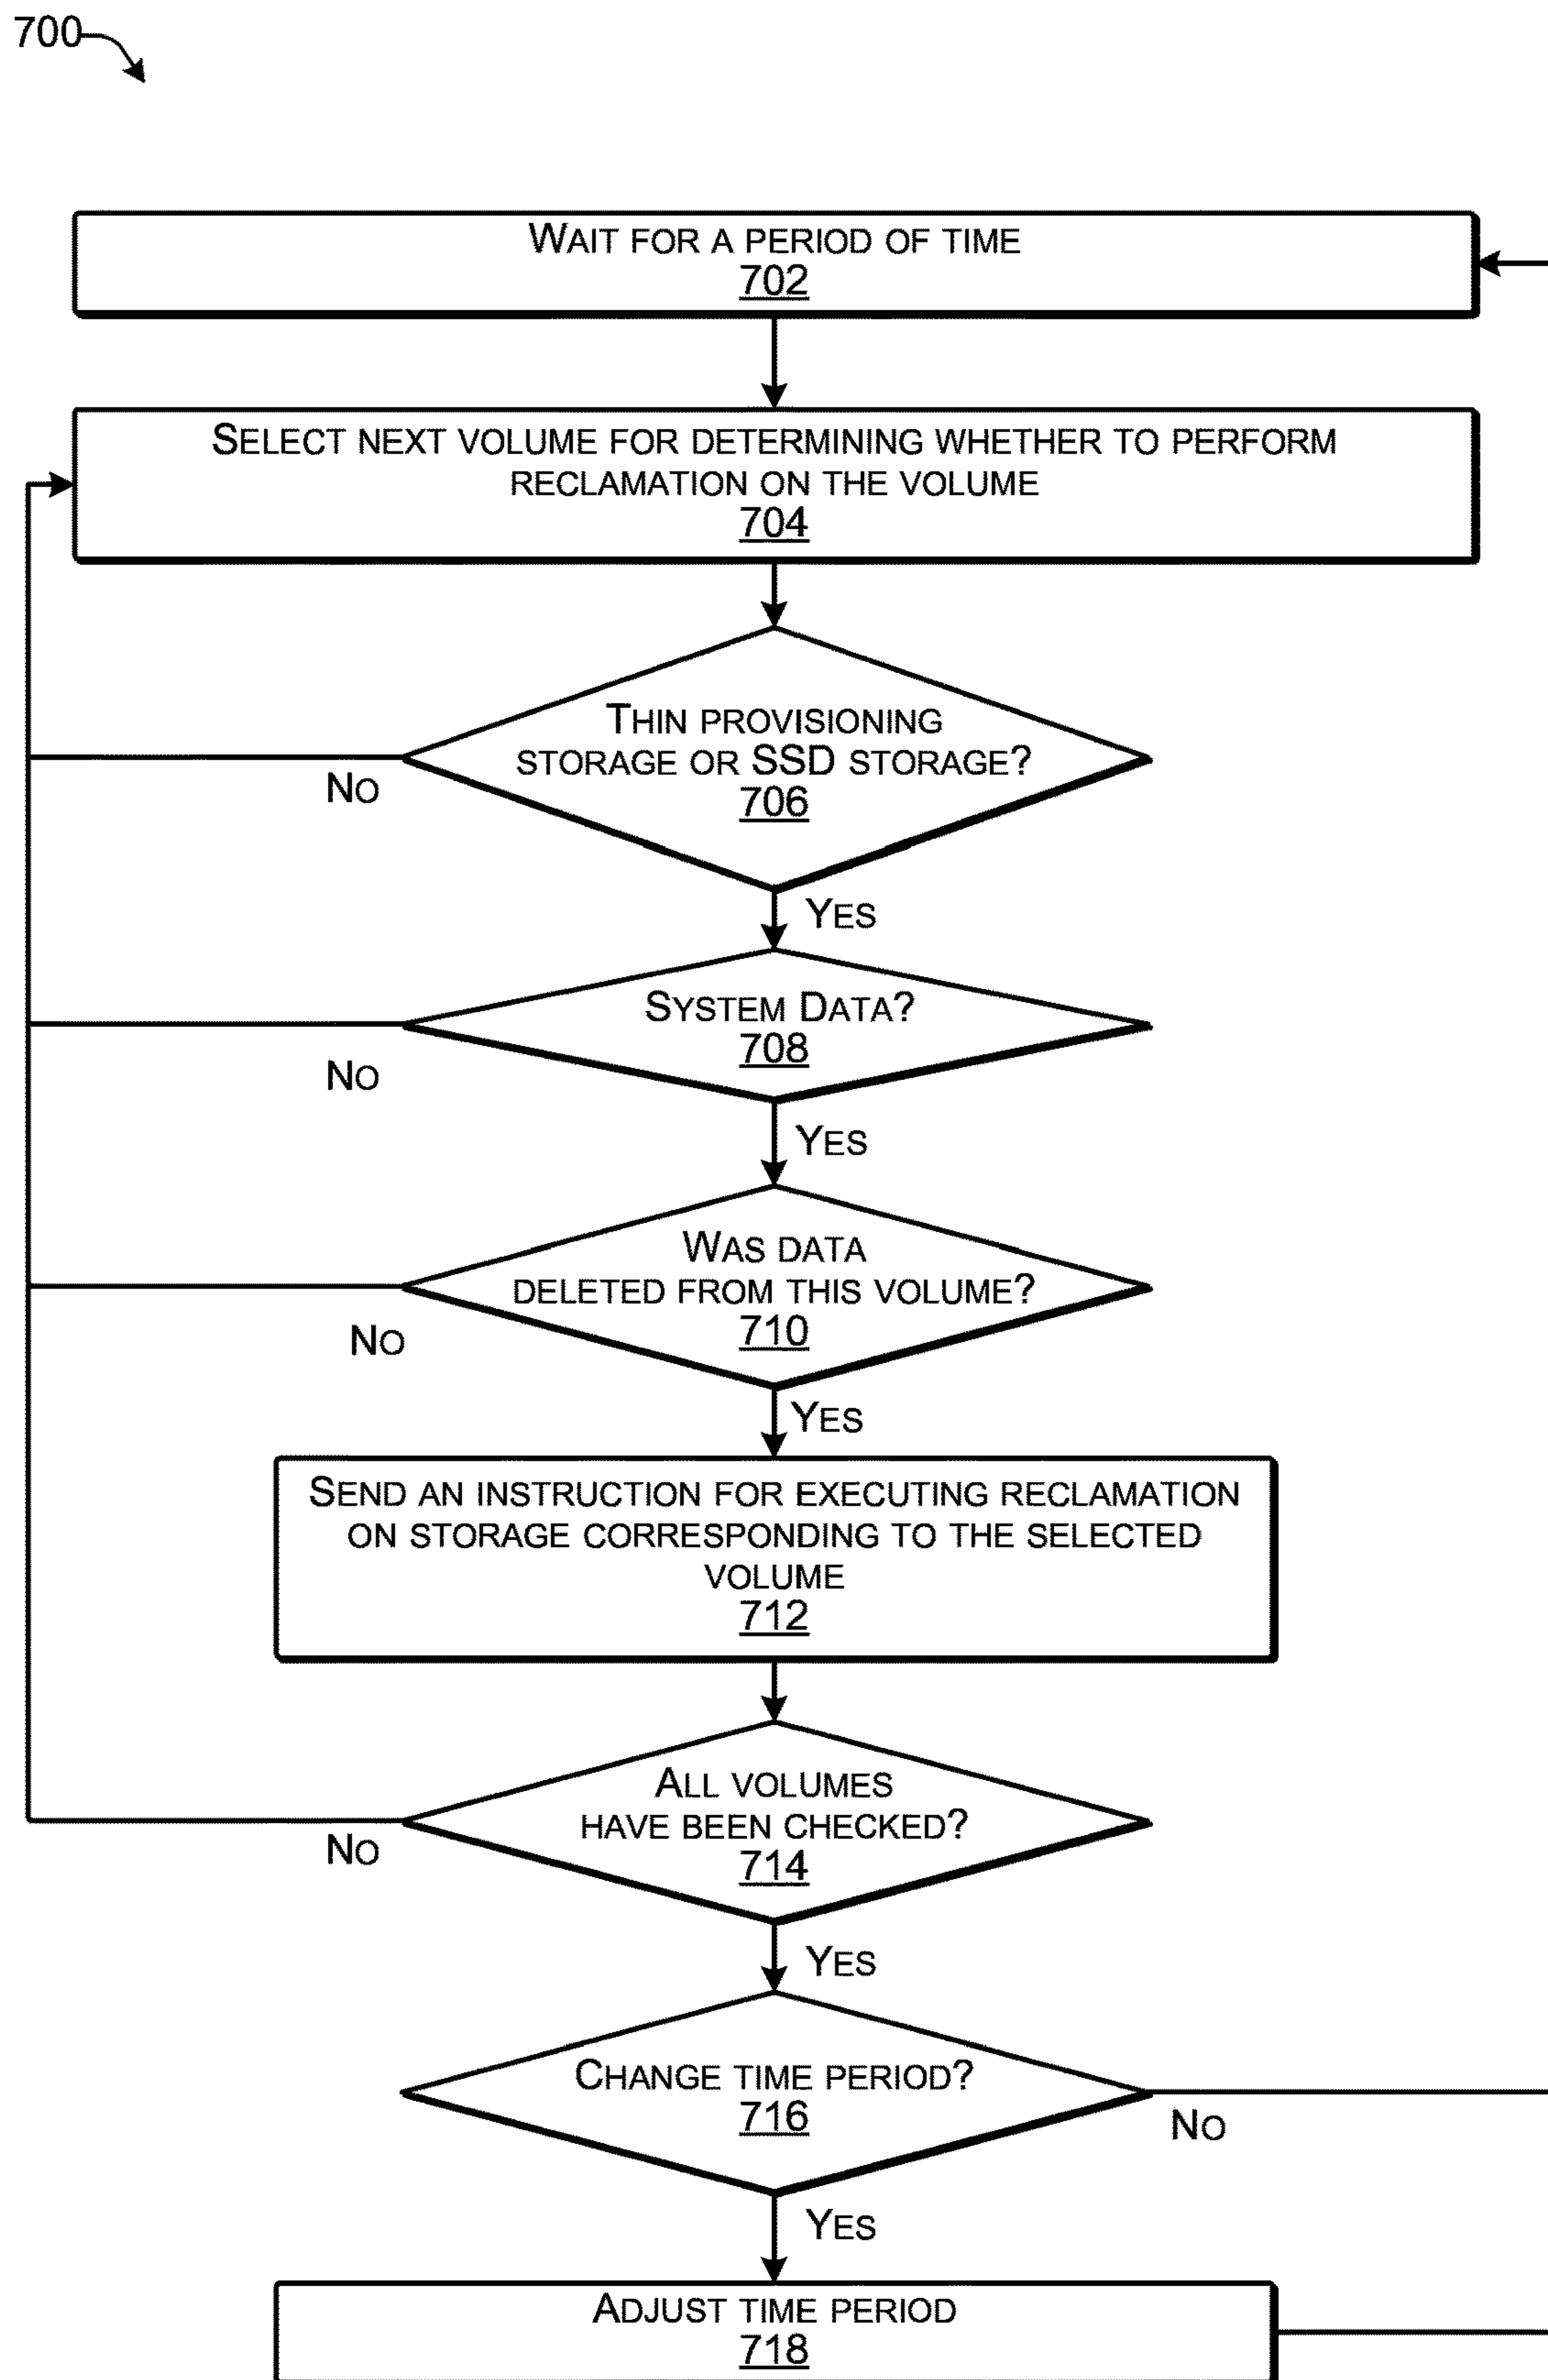 700
WAIT FOR A PERIOD OF TIME
702
SELECT NEXT VOLUME FOR DETERMINING WHETHER TO PERFORM
RECLAMATION ON THE VOLUME
704
THIN PROVISIONING
STORAGE OR SSD STORAGE?
706
NO
YES
SYSTEM DATA?
708
NO
YES
WAS DATA
DELETED FROM THIS VOLUME?
710
NO
YES
SEND AN INSTRUCTION FOR EXECUTING RECLAMATION
ON STORAGE CORRESPONDING TO THE SELECTED
VOLUME
712
ALL VOLUMES
HAVE BEEN CHECKED?
714
NO
YES
CHANGE TIME PERIOD?
716
NO
YES
ADJUST TIME PERIOD
718